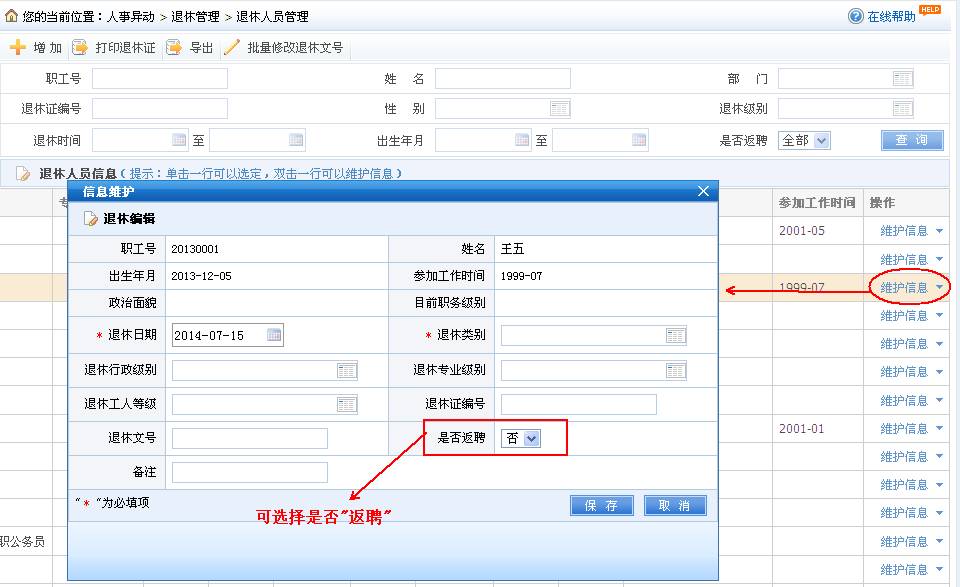 您的当前位置：人事异动 > 退休管理 > 退休人员管理 在线帮助 HELP
增 加 打印退休证 导出 批量修改退休文号
职工号 姓 名 部 门
退休证编号 性 别 退休级别
退休时间 至 出生年月 至 是否返聘 全部 查 询
退休人员信息（ 提示：单击一行可以选定，双击一行可以维护信息 ）
信息维护
参加工作时间 操作
退休编辑
2001-05 维护信息
职工号 20130001 姓名 王五
维护信息
出生年月 2013-12-05 参加工作时间 1999-07
1999-07 维护信息
政治面貌 目前职务级别
维护信息
* 退休日期 2014-07-15 * 退休类别
维护信息
退休行政级别 退休专业级别
维护信息
退休工人等级 退休证编号
维护信息
退休文号 是否返聘 否
2001-01 维护信息
维护信息
备注
维护信息
"*"为必填项 保 存 取 消
维护信息
可选择是否"返聘"
职公务员 维护信息
维护信息